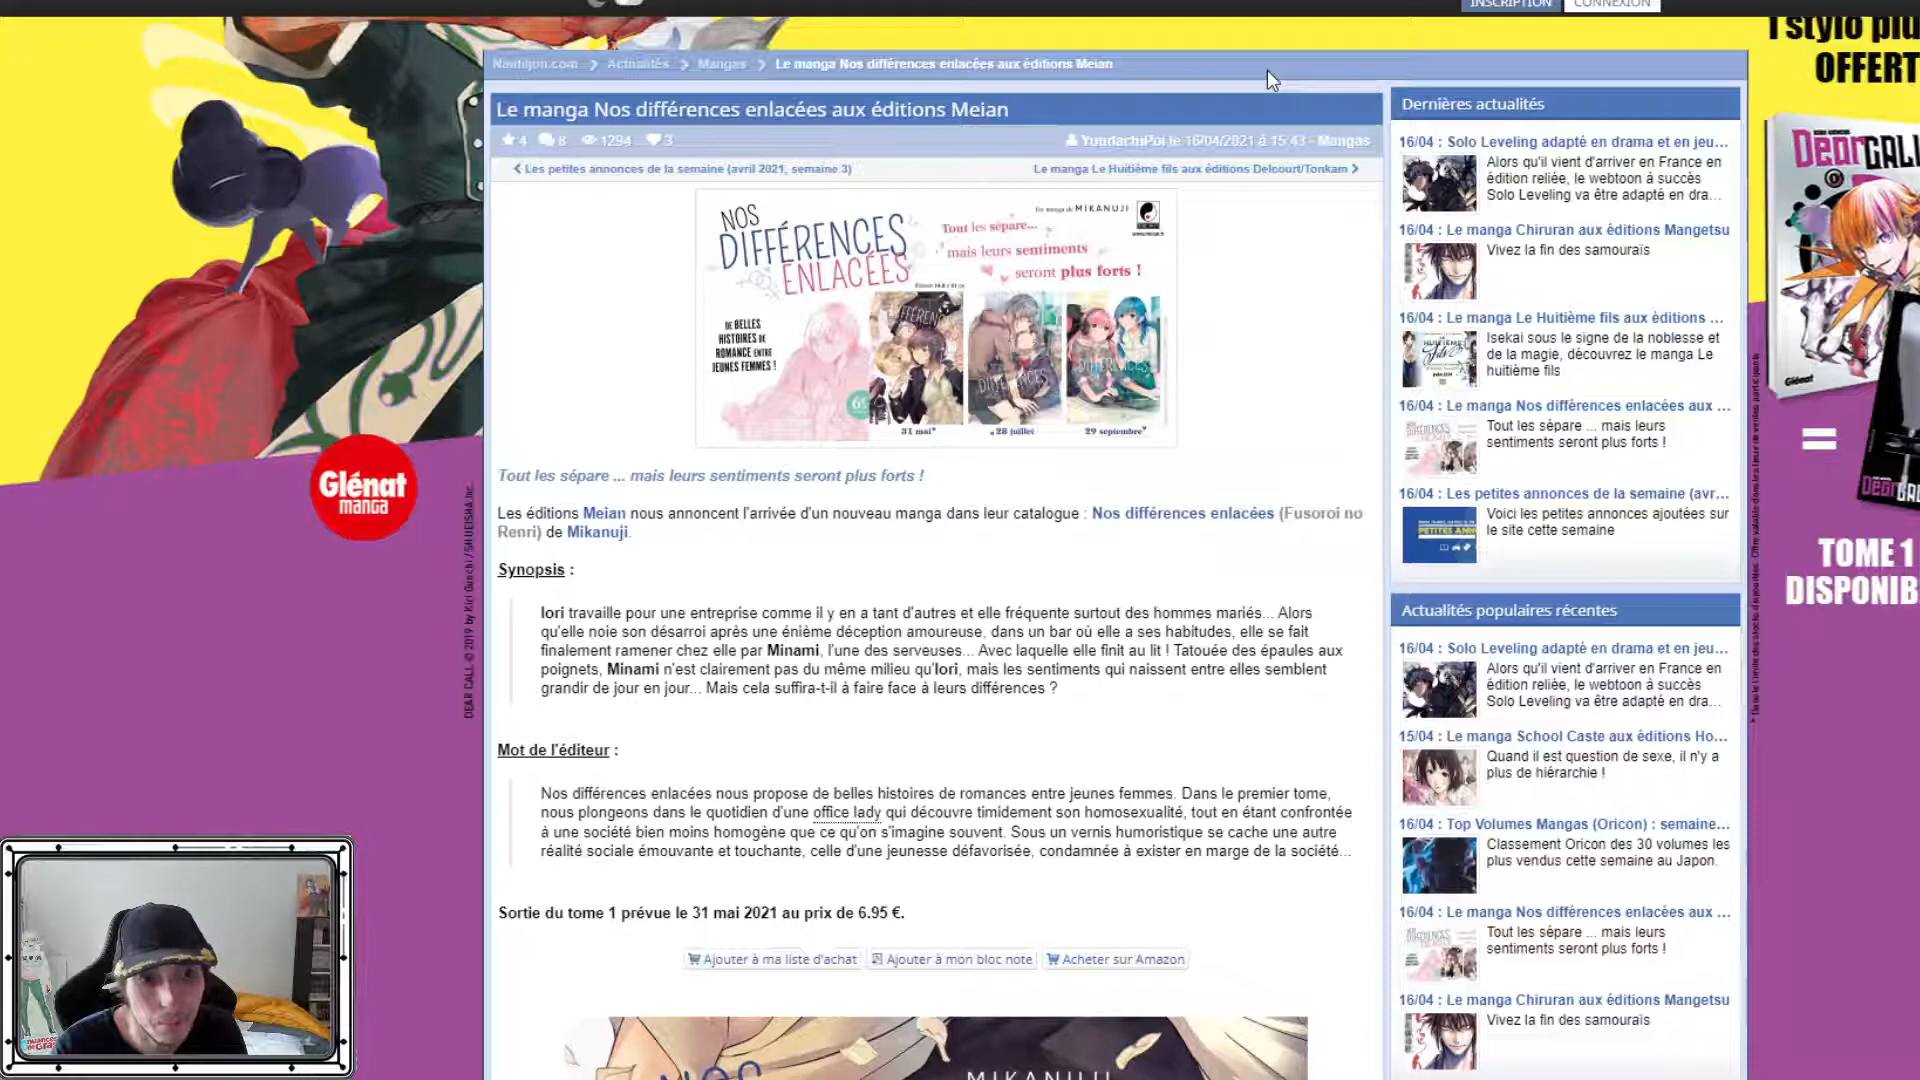 INSCRIPTION
CONNEXION
Nautiljon.com > Actualités > Mangas > Le manga Nos différences enlacées aux éditions Meian
Le manga Nos différences enlacées aux éditions Meian
4 8 1294 3
YuudachiPoi le 16/04/2021 à 15:43 - Mangas
Les petites annonces de la semaine (avril 2021, semaine 3)
Le manga Le Huitième fils aux éditions Delcourt/Tonkam
NOS
DIFFÉRENCES
ENLACÉES
Un manga de MIKANUJI
Tout les sépare...
mais leurs sentiments
seront plus forts !
DE BELLES
HISTOIRES DE
ROMANCE ENTRE
JEUNES FEMMES !
31 mai*
28 juillet
29 septembre*
Tout les sépare ... mais leurs sentiments seront plus forts !
Les éditions Meian nous annoncent l'arrivée d'un nouveau manga dans leur catalogue : Nos différences enlacées (Fusoroi no
Renri) de Mikanuji.
Synopsis :
Iori travaille pour une entreprise comme il y en a tant d'autres et elle fréquente surtout des hommes mariés... Alors
qu'elle noie son désarroi après une énième déception amoureuse, dans un bar où elle a ses habitudes, elle se fait
finalement ramener chez elle par Minami, l'une des serveuses... Avec laquelle elle finit au lit ! Tatouée des épaules aux
poignets, Minami n'est clairement pas du même milieu qu'Iori, mais les sentiments qui naissent entre elles semblent
grandir de jour en jour... Mais cela suffira-t-il à faire face à leurs différences ?
Mot de l'éditeur :
Nos différences enlacées nous propose de belles histoires de romances entre jeunes femmes. Dans le premier tome,
nous plongeons dans le quotidien d'une office lady qui découvre timidement son homosexualité, tout en étant confrontée
à une société bien moins homogène que ce qu'on s'imagine souvent. Sous un vernis humoristique se cache une autre
réalité sociale émouvante et touchante, celle d'une jeunesse défavorisée, condamnée à exister en marge de la société...
Sortie du tome 1 prévue le 31 mai 2021 au prix de 6.95 €.
Ajouter à ma liste d'achat
Ajouter à mon bloc note
Acheter sur Amazon
NOS
MIKANUJI
Dernières actualités
16/04 : Solo Leveling adapté en drama et en jeu...
Alors qu'il vient d'arriver en France en
édition reliée, le webtoon à succès
Solo Leveling va être adapté en dra...
16/04 : Le manga Chiruran aux éditions Mangetsu
Vivez la fin des samouraïs
16/04 : Le manga Le Huitième fils aux éditions ...
Isekai sous le signe de la noblesse et
de la magie, découvrez le manga Le
huitième fils
16/04 : Le manga Nos différences enlacées aux ...
Tout les sépare ... mais leurs
sentiments seront plus forts !
16/04 : Les petites annonces de la semaine (avr...
Voici les petites annonces ajoutées sur
le site cette semaine
Actualités populaires récentes
16/04 : Solo Leveling adapté en drama et en jeu...
Alors qu'il vient d'arriver en France en
édition reliée, le webtoon à succès
Solo Leveling va être adapté en dra...
15/04 : Le manga School Caste aux éditions Ho...
Quand il est question de sexe, il n'y a
plus de hiérarchie !
16/04 : Top Volumes Mangas (Oricon) : semaine...
Classement Oricon des 30 volumes les
plus vendus cette semaine au Japon.
16/04 : Le manga Nos différences enlacées aux ...
Tout les sépare ... mais leurs
sentiments seront plus forts !
16/04 : Le manga Chiruran aux éditions Mangetsu
Vivez la fin des samouraïs
Glénat
manga
DEAR CALL © 2019 by Kiri Gunchi / SHUEISHA Inc.
1 stylo plu
OFFERT
DearCALL
Glénat
=
TOME 1
DISPONIB